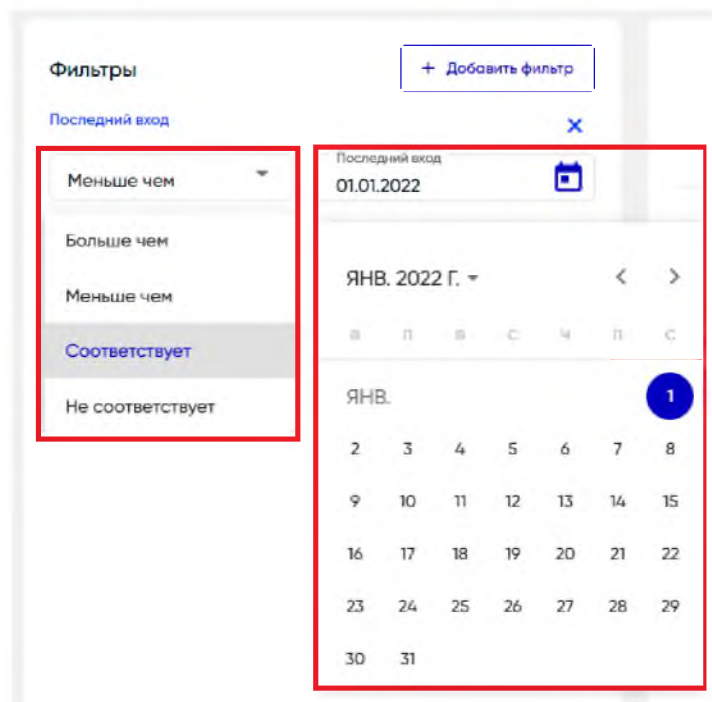 Фильтры
+ Добавить фильтр
Последний вход
Меньше чем
Последний вход
01.01.2022
Больше чем
Меньше чем
Соответствует
Не соответствует
ЯНВ. 2022 Г.
В П В С Ч П С
ЯНВ. 1
2 3 4 5 6 7 8
9 10 11 12 13 14 15
16 17 18 19 20 21 22
23 24 25 26 27 28 29
30 31